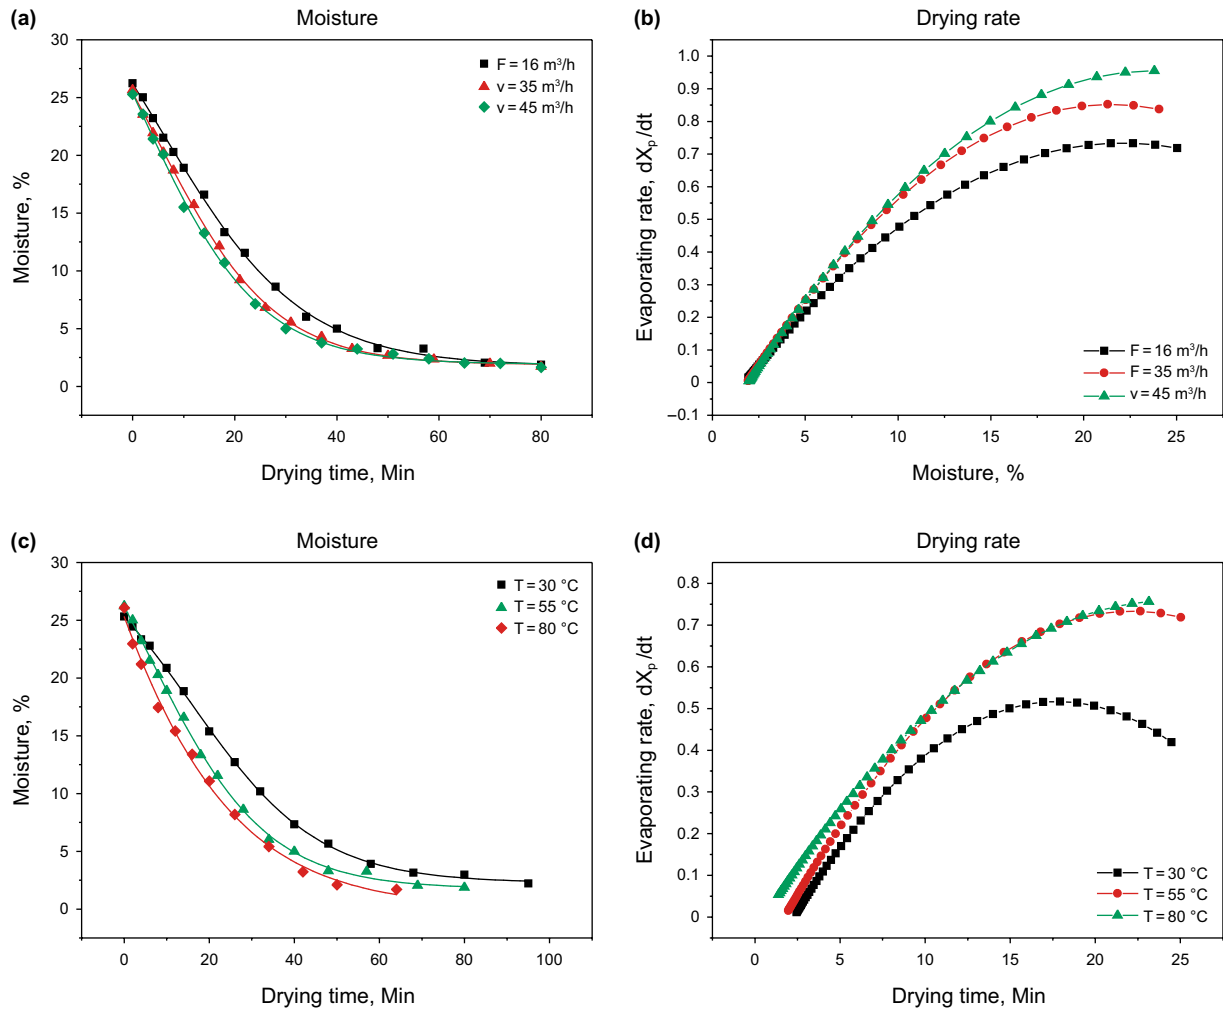 (a)
Moisture
30
25
20
15
10
5
0
Moisture, %
F = 16 m³/h
v = 35 m³/h
v = 45 m³/h
0 20 40 60 80
Drying time, Min
(b)
Drying rate
1.0
0.9
0.8
0.7
0.6
0.5
0.4
0.3
0.2
0.1
0
−0.1
Evaporating rate, dXₚ/dt
F = 16 m³/h
F = 35 m³/h
v = 45 m³/h
0 5 10 15 20 25
Moisture, %
(c)
Moisture
30
25
20
15
10
5
0
Moisture, %
T = 30 °C
T = 55 °C
T = 80 °C
0 20 40 60 80 100
Drying time, Min
(d)
Drying rate
0.8
0.7
0.6
0.5
0.4
0.3
0.2
0.1
0
Evaporating rate, dXₚ/dt
T = 30 °C
T = 55 °C
T = 80 °C
0 5 10 15 20 25
Drying time, Min